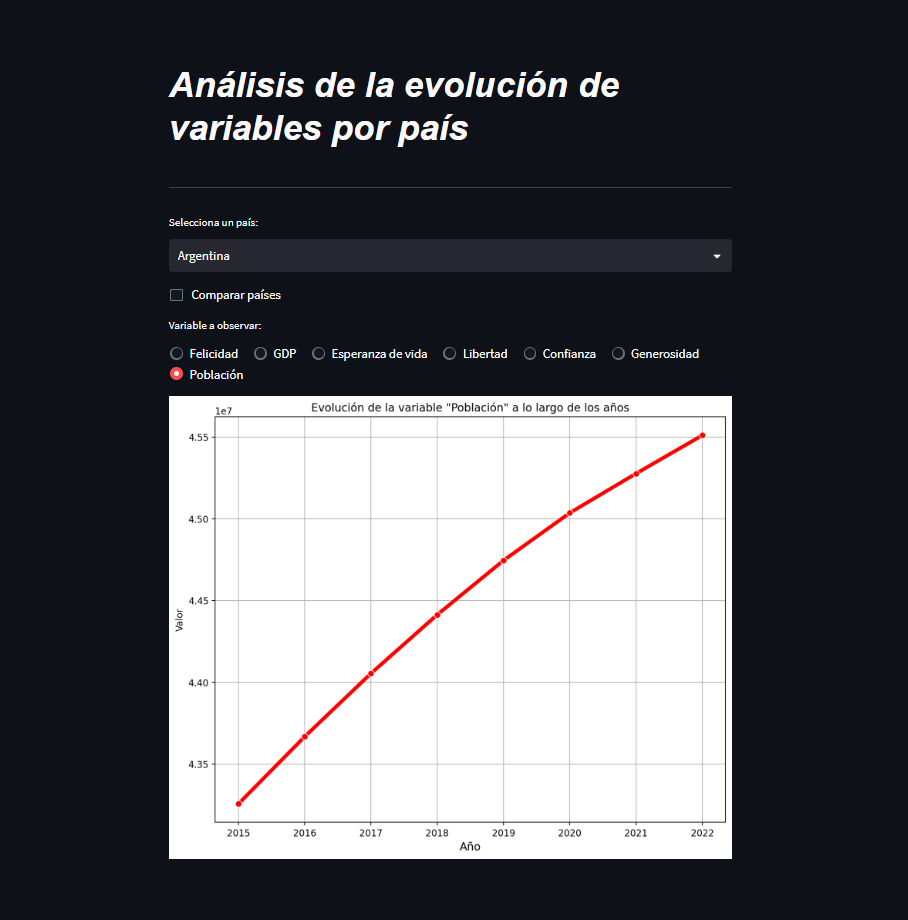 Análisis de la evolución de
variables por país
Selecciona un país:
Argentina
Comparar países
Variable a observar:
Felicidad GDP Esperanza de vida Libertad Confianza Generosidad
Población
Evolución de la variable "Población" a lo largo de los años
1e7
4.55
4.50
4.45
4.40
4.35
Valor
2015 2016 2017 2018 2019 2020 2021 2022
Año